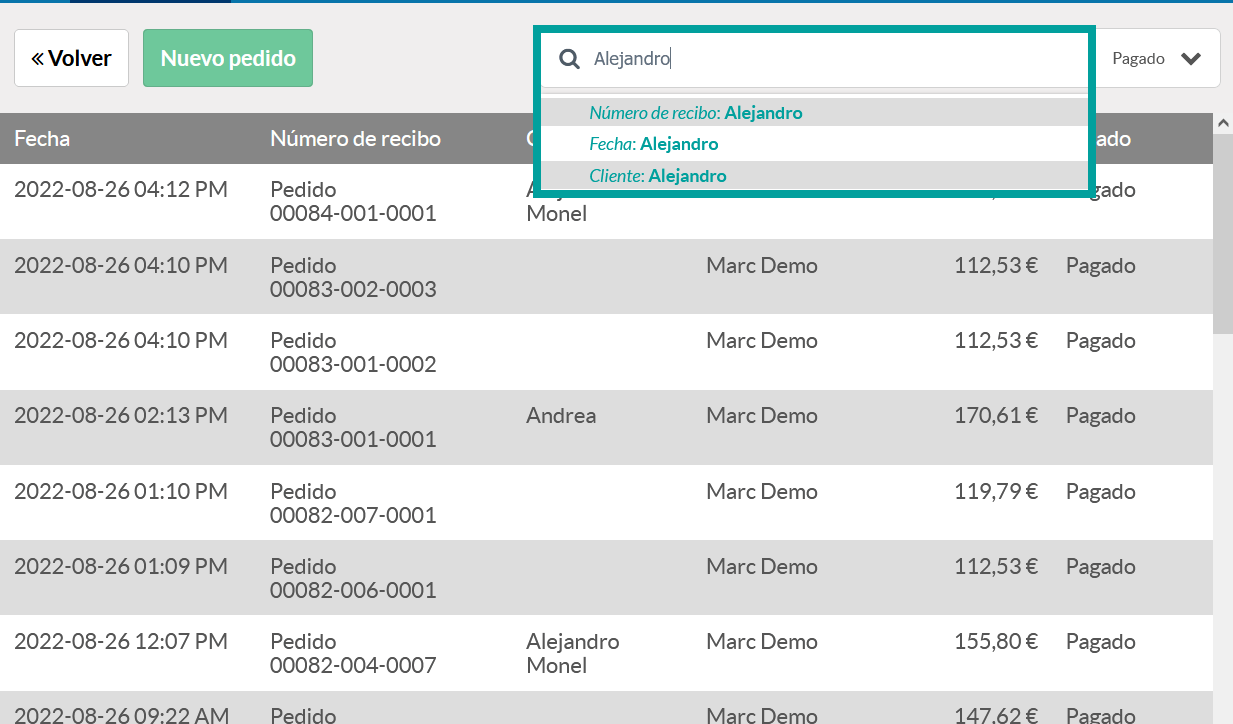 « Volver
Nuevo pedido
Alejandro
Pagado
Número de recibo: Alejandro
Fecha: Alejandro
Cliente: Alejandro
Fecha Número de recibo
2022-08-26 04:12 PM Pedido
00084-001-0001 Monel
2022-08-26 04:10 PM Pedido Marc Demo 112,53 € Pagado
00083-002-0003
2022-08-26 04:10 PM Pedido Marc Demo 112,53 € Pagado
00083-001-0002
2022-08-26 02:13 PM Pedido Andrea Marc Demo 170,61 € Pagado
00083-001-0001
2022-08-26 01:10 PM Pedido Marc Demo 119,79 € Pagado
00082-007-0001
2022-08-26 01:09 PM Pedido Marc Demo 112,53 € Pagado
00082-006-0001
2022-08-26 12:07 PM Pedido Alejandro Marc Demo 155,80 € Pagado
00082-004-0007 Monel
2022-08-26 09:22 AM Pedido Marc Demo 147,62 € Pagado